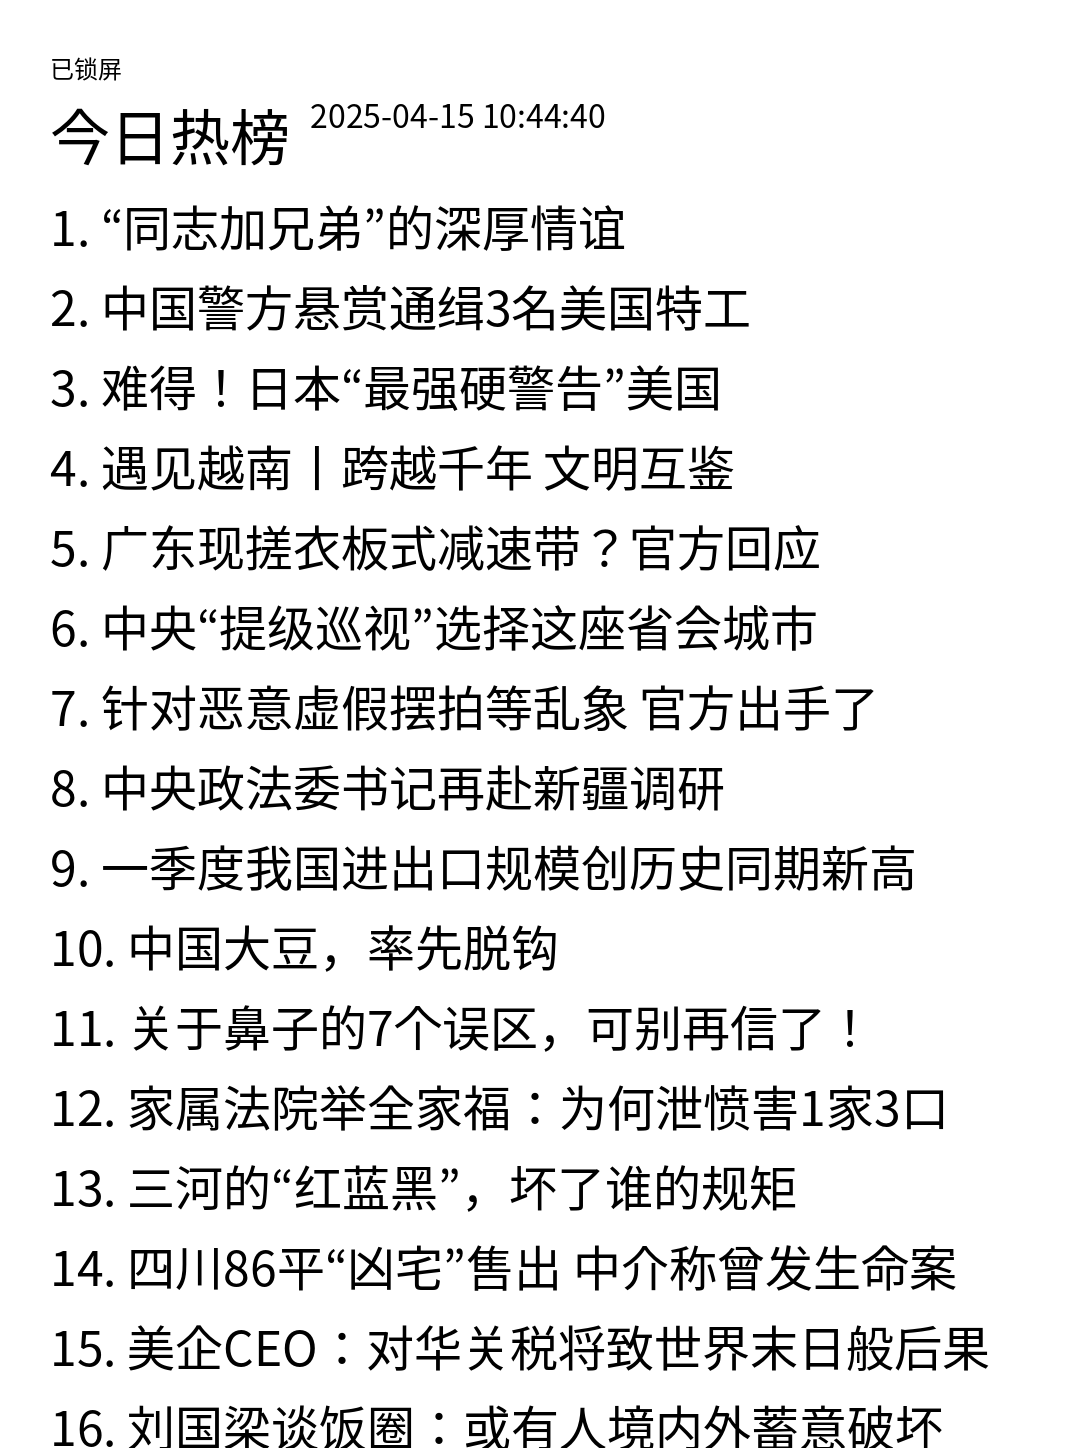 已锁屏
今日热榜 2025-04-15 10:44:40
1. “同志加兄弟”的深厚情谊
2. 中国警方悬赏通缉3名美国特工
3. 难得！日本“最强硬警告”美国
4. 遇见越南丨跨越千年 文明互鉴
5. 广东现搓衣板式减速带？官方回应
6. 中央“提级巡视”选择这座省会城市
7. 针对恶意虚假摆拍等乱象 官方出手了
8. 中央政法委书记再赴新疆调研
9. 一季度我国进出口规模创历史同期新高
10. 中国大豆，率先脱钩
11. 关于鼻子的7个误区，可别再信了！
12. 家属法院举全家福：为何泄愤害1家3口
13. 三河的“红蓝黑”，坏了谁的规矩
14. 四川86平“凶宅”售出 中介称曾发生命案
15. 美企CEO：对华关税将致世界末日般后果
16. 刘国梁谈饭圈：或有人境内外蓄意破坏